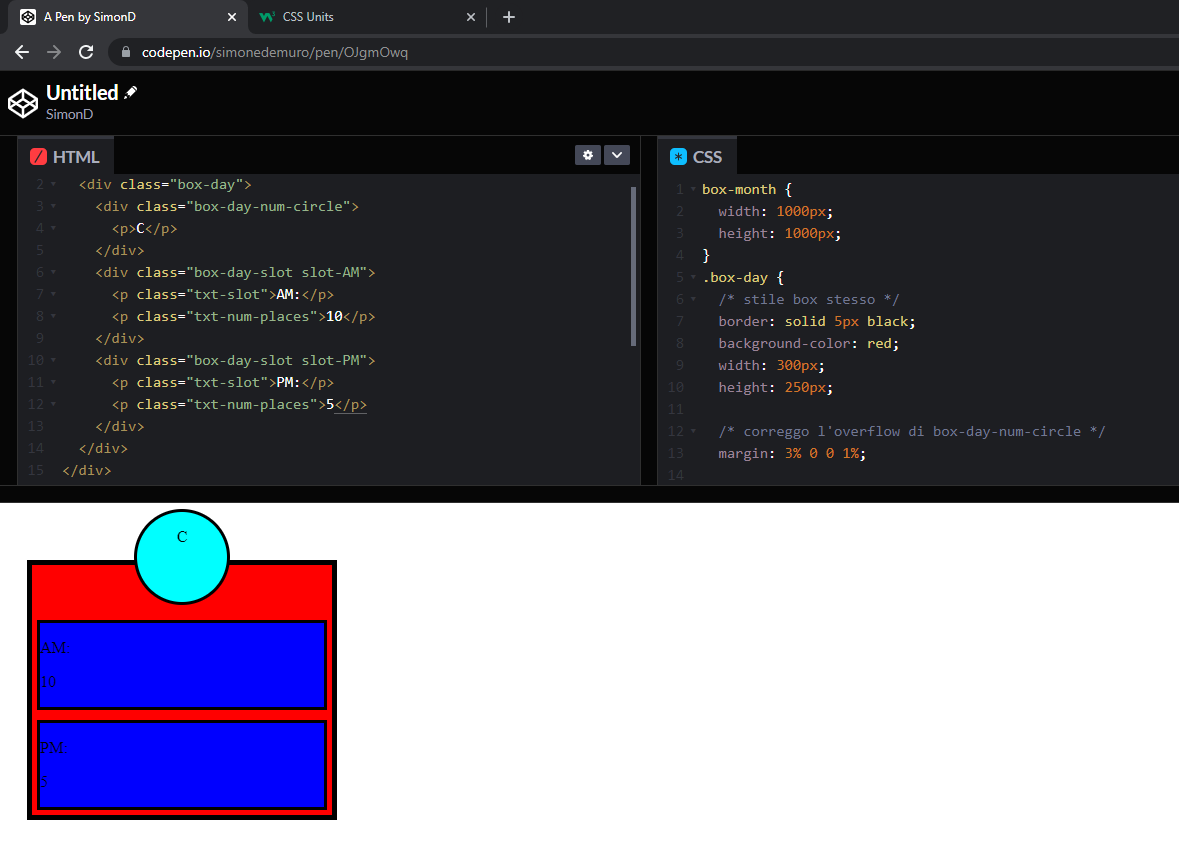 A Pen by SimonD
CSS Units
codepen.io/simonedemuro/pen/OJgmOwq
Untitled
SimonD
HTML
2 <div class="box-day">
3 <div class="box-day-num-circle">
4 <p>C</p>
5 </div>
6 <div class="box-day-slot slot-AM">
7 <p class="txt-slot">AM:</p>
8 <p class="txt-num-places">10</p>
9 </div>
10 <div class="box-day-slot slot-PM">
11 <p class="txt-slot">PM:</p>
12 <p class="txt-num-places">5</p>
13 </div>
14 </div>
15 </div>
CSS
1 box-month {
2 width: 1000px;
3 height: 1000px;
4 }
5 .box-day {
6 /* stile box stesso */
7 border: solid 5px black;
8 background-color: red;
9 width: 300px;
10 height: 250px;
11
12 /* correggo l'overflow di box-day-num-circle */
13 margin: 3% 0 0 1%;
14
C
AM:
10
PM:
5